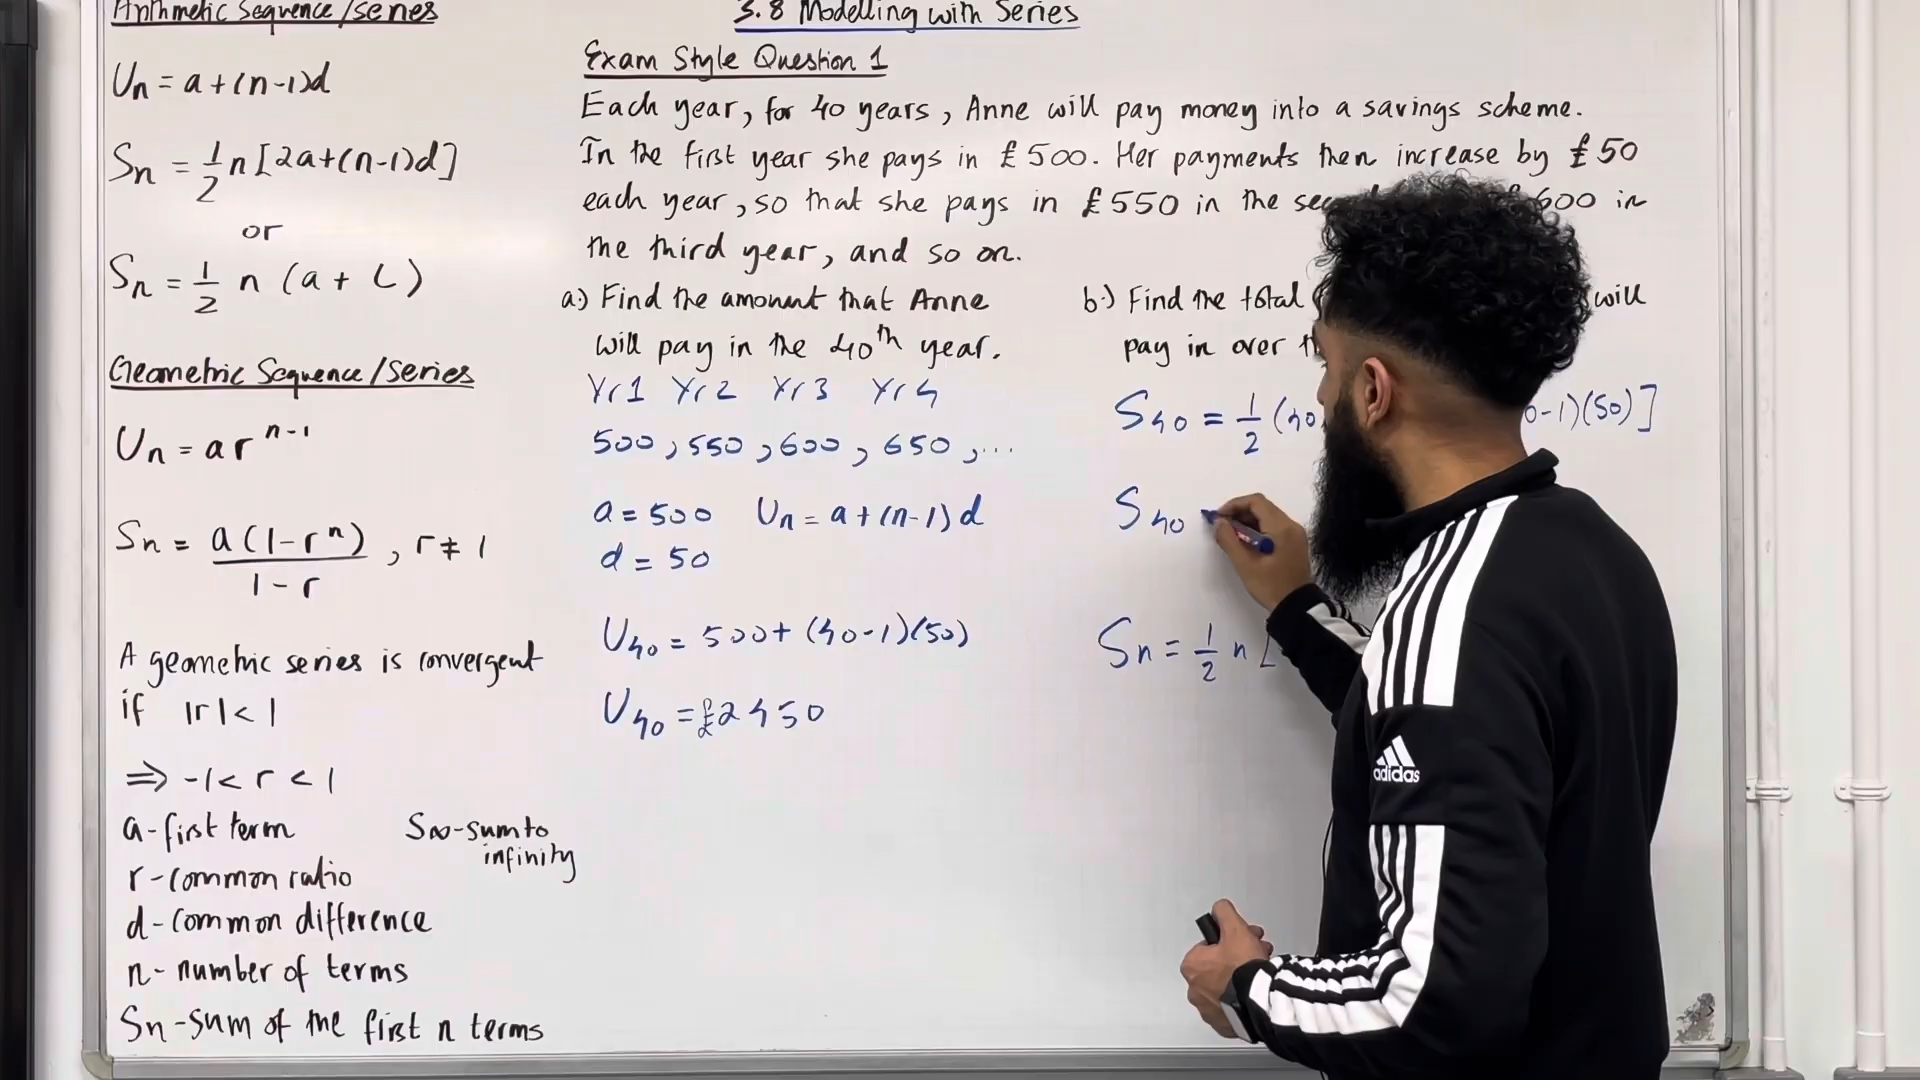 Arithmetic Sequence/series
Un = a+(n-1)d
Sn = 1/2 n[2a+(n-1)d]
or
Sn = 1/2 n (a + L)
Geometric Sequence/Series
Un = ar^n-1
Sn = a(1-r^n)/1-r , r≠1
A geometric series is convergent
if |r|<1
⇒ -1< r < 1
a-first term
S∞-sum to
infinity
r-common ratio
d-common difference
n-number of terms
Sn-sum of the first n terms
3.8 Modelling with Series
Exam Style Question 1
Each year, for 40 years, Anne will pay money into a savings scheme.
In the first year she pays in £500. Her payments then increase by £50
each year, so that she pays in £550 in the 600 in
the third year, and so on.
a.) Find the amount that Anne
will pay in the 40th year.
Yr1 Yr2 Yr3 Yr4
500, 550, 600, 650, ...
a = 500 Un = a+(n-1)d
d = 50
U40 = 500+(40-1)(50)
U40 = £2450
b.) Find the total will
pay in over
S40 = 1/2 (40 0-1)(50)]
S40
Sn = 1/2 n [
adidas